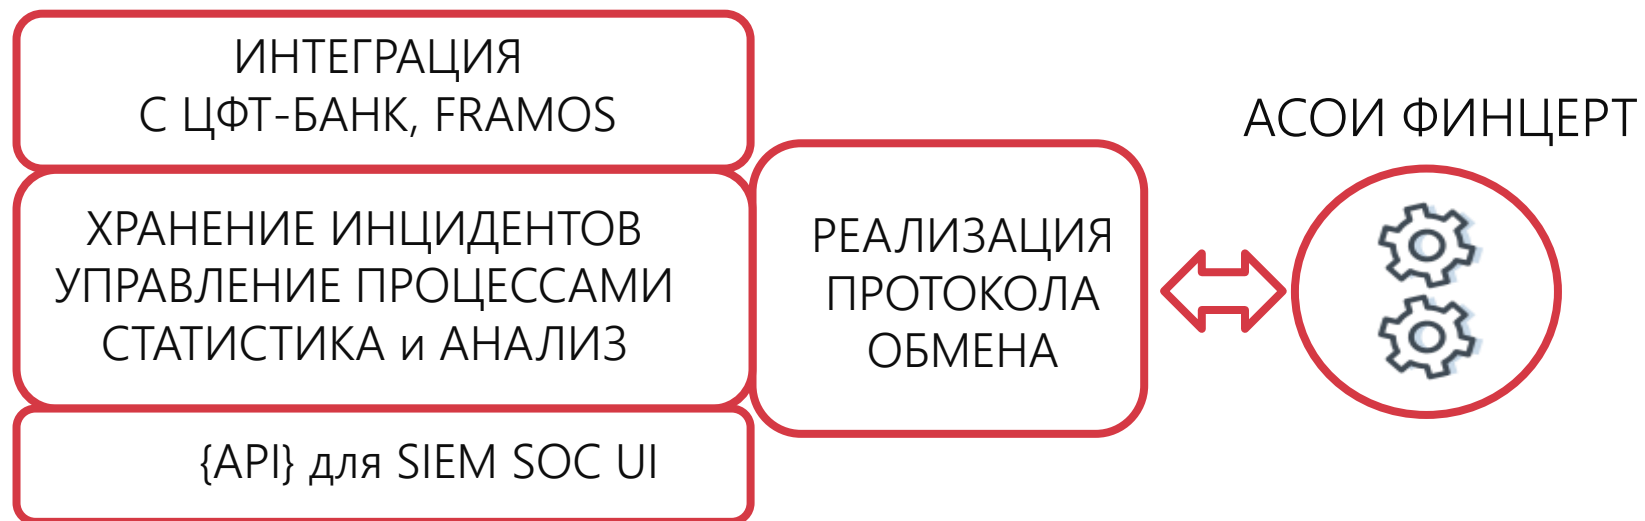 ИНТЕГРАЦИЯ
С ЦФТ-БАНК, FRAMOS
ХРАНЕНИЕ ИНЦИДЕНТОВ
УПРАВЛЕНИЕ ПРОЦЕССАМИ
СТАТИСТИКА и АНАЛИЗ
{API} для SIEM SOC UI
РЕАЛИЗАЦИЯ
ПРОТОКОЛА
ОБМЕНА
АСОИ ФИНЦЕРТ